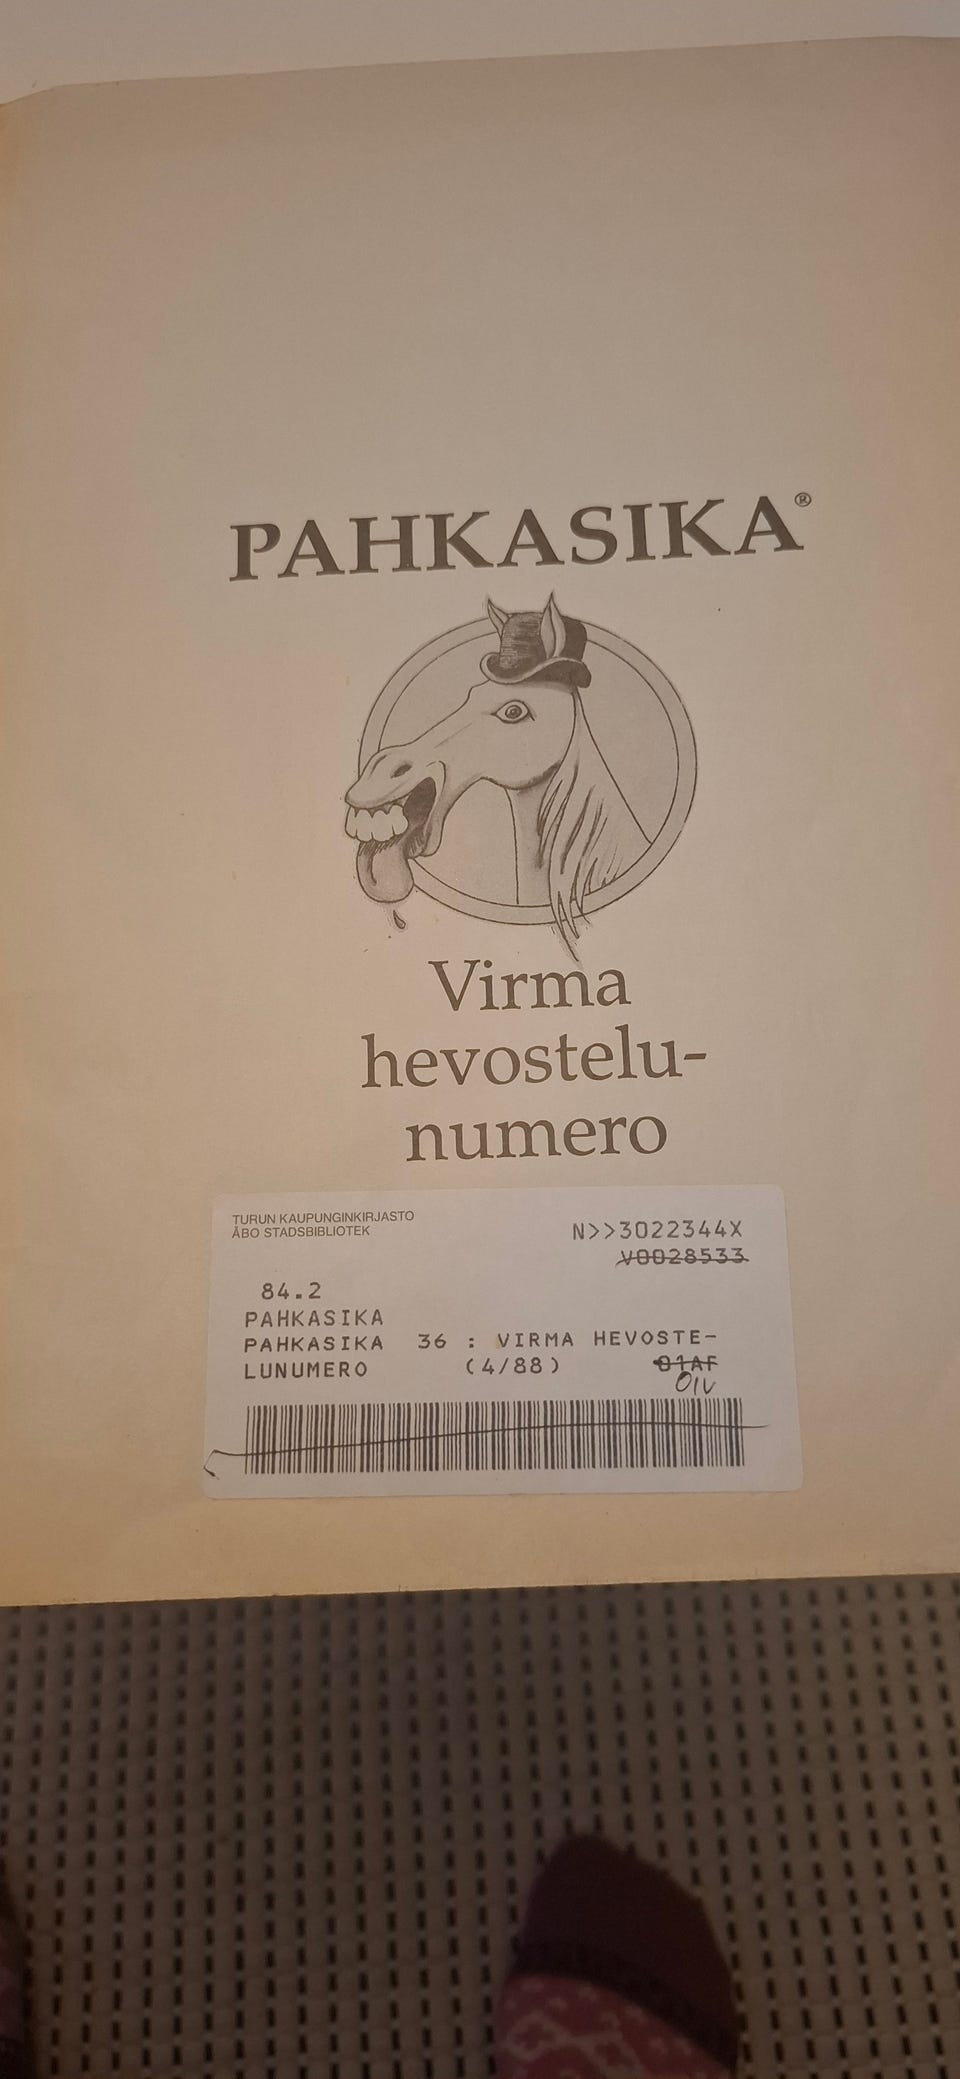 PAHKASIKA®
Virma
hevostelu-
numero
TURUN KAUPUNGINKIRJASTO
ÅBO STADSBIBLIOTEK
N>>3022344X
V0028533
84.2
PAHKASIKA
PAHKASIKA 36 : VIRMA HEVOSTE-
LUNUMERO (4/88) 01AF
OIV